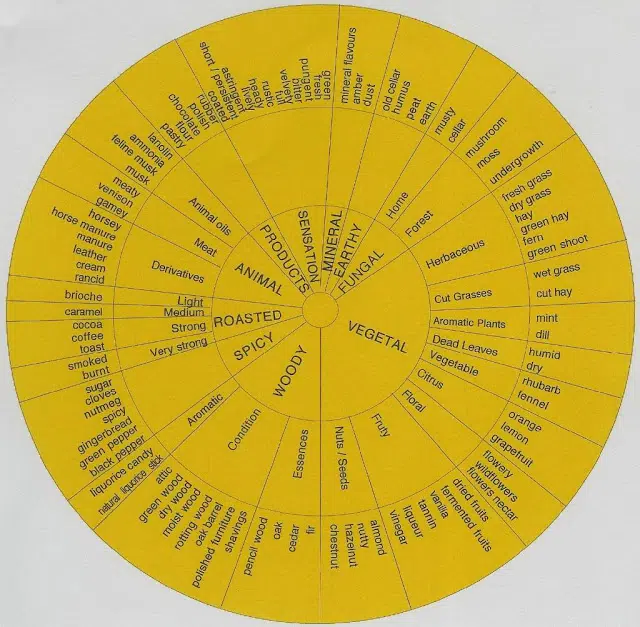 SENSATION
green
fresh
pungent
bitter
velvety
full
rustic
heady
lively
sweet
astringent
coated
short / persistent
PRODUCTS
rubber
polish
chocolate
flour
pastry
MINERAL
mineral flavours
amber
dust
EARTHY
old cellar
humus
peat
earth
FUNGAL
Home
musty
cellar
Forest
mushroom
moss
undergrowth
VEGETAL
Herbaceous
fresh grass
dry grass
hay
green hay
fern
green shoot
Cut Grasses
wet grass
cut hay
Aromatic Plants
mint
dill
Dead Leaves
humid
dry
Vegetable
rhubarb
fennel
Citrus
orange
lemon
grapefruit
Floral
flowery
wildflowers
flowers nectar
Fruity
dried fruits
fermented fruits
vanilla
tannin
liqueur
vinegar
Nuts / Seeds
almond
nutty
hazelnut
chestnut
WOODY
Essences
fir
cedar
oak
pencil wood
Condition
shavings
polished furniture
oak barrel
rotting wood
moist wood
dry wood
green wood
attic
SPICY
Aromatic
natural liquorice stick
liquorice candy
black pepper
green pepper
gingerbread
spicy
nutmeg
cloves
sugar
ROASTED
Very strong
burnt
smoked
Strong
toast
coffee
cocoa
Medium
caramel
Light
brioche
ANIMAL
Derivatives
rancid
cream
leather
manure
horse manure
horsey
Meat
gamey
venison
meaty
Animal oils
musk
feline musk
ammonia
lanolin